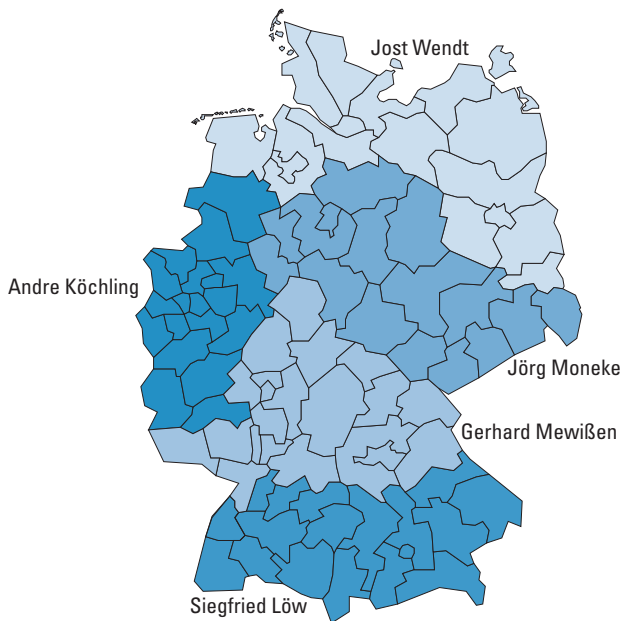 Jost Wendt
Andre Köchling
Jörg Moneke
Gerhard Mewißen
Siegfried Löw